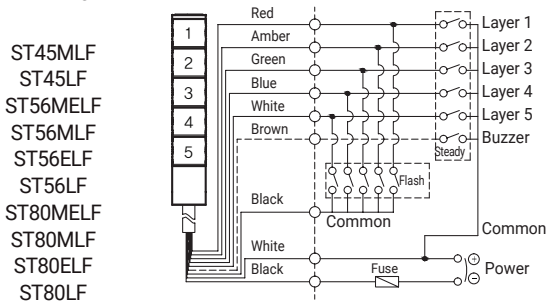 ST45MLF
ST45LF
ST56MELF
ST56MLF
ST56ELF
ST56LF
ST80MELF
ST80MLF
ST80ELF
ST80LF
1
2
3
4
5
Red
Amber
Green
Blue
White
Brown
Black
White
Black
Layer 1
Layer 2
Layer 3
Layer 4
Layer 5
Buzzer
Steady
Flash
Common
Common
Fuse
+
−
Power